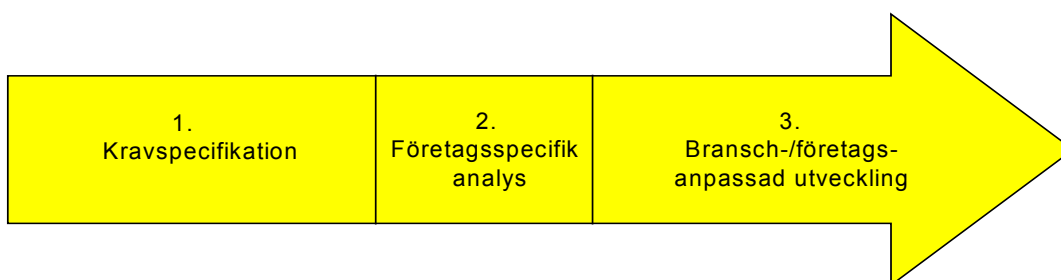 1.
Kravspecifikation
2.
Företagsspecifik
analys
3.
Bransch-/företags-
anpassad utveckling